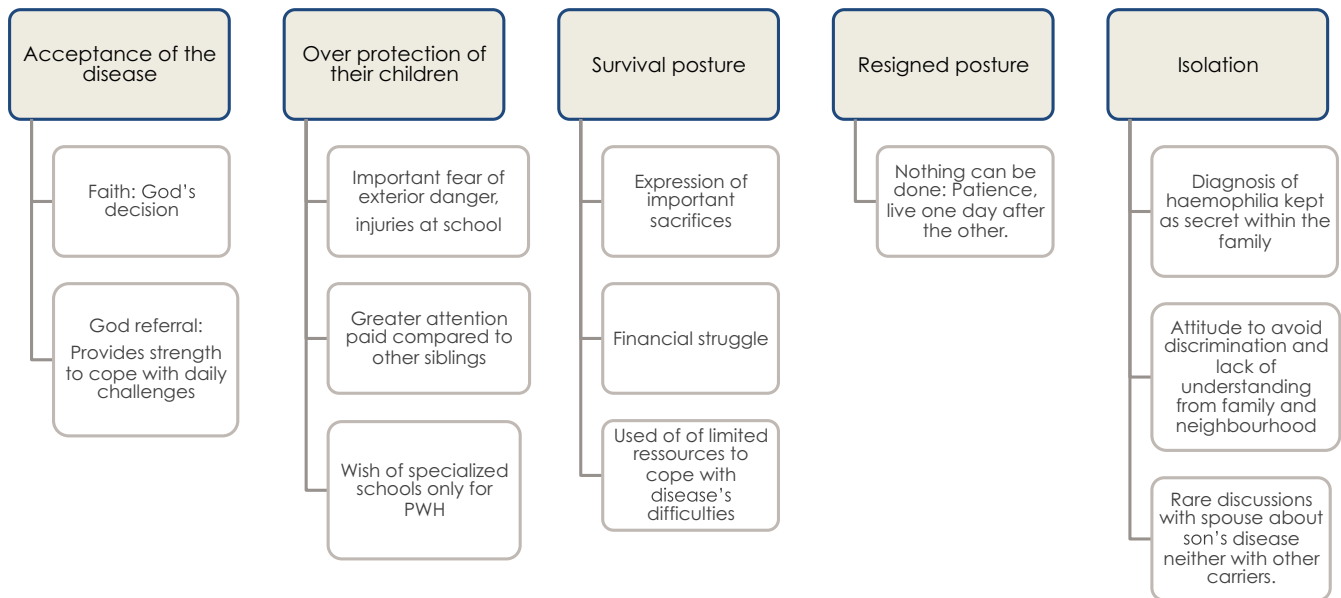 Acceptance of the
disease
Faith: God's
decision
God referral:
Provides strength
to cope with daily
challenges
Over protection of
their children
Important fear of
exterior danger,
injuries at school
Greater attention
paid compared to
other siblings
Wish of specialized
schools only for
PWH
Survival posture
Expression of
important
sacrifices
Financial struggle
Used of of limited
ressources to
cope with
disease's
difficulties
Resigned posture
Nothing can be
done: Patience,
live one day after
the other.
Isolation
Diagnosis of
haemophilia kept
as secret within the
family
Attitude to avoid
discrimination and
lack of
understanding
from family and
neighbourhood
Rare discussions
with spouse about
son's disease
neither with other
carriers.